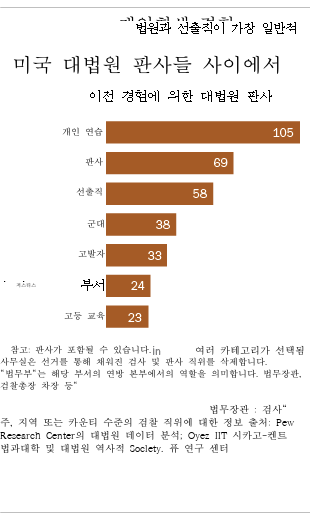 법원과 선출직이 가장 일반적
미국 대법원 판사들 사이에서
이전 경험에 의한 대법원 판사
개인 연습 105
판사 69
선출직 58
군대 38
고발자 33
부서 24
고등 교육 23
참고: 판사가 포함될 수 있습니다.in 여러 카테고리가 선택됨
사무실은 선거를 통해 채워진 검사 및 판사 직위를 삭제합니다.
"법무부"는 해당 부서의 연방 본부에서의 역할을 의미합니다. 법무장관,
검찰총장 차장 등"
법무장관 : 검사"
주, 지역 또는 카운티 수준의 검찰 직위에 대한 정보 출처: Pew
Research Center의 대법원 데이터 분석; Oyez IIT 시카고-켄트
법과대학 및 대법원 역사적 Society. 퓨 연구 센터